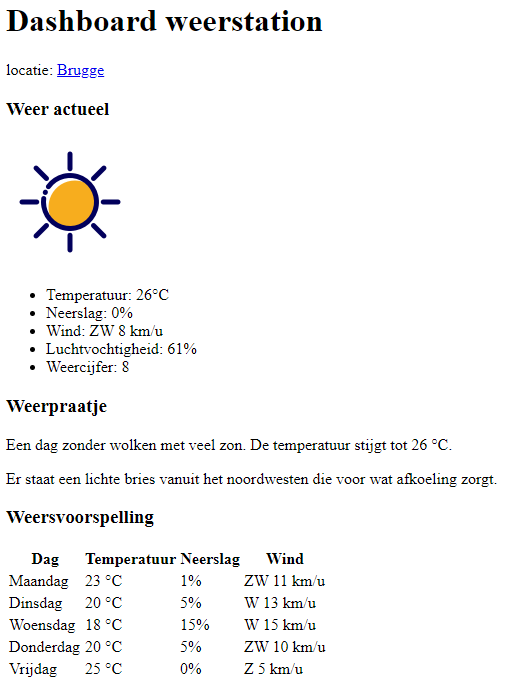 Dashboard weerstation
locatie: Brugge
Weer actueel
Temperatuur: 26°C
Neerslag: 0%
Wind: ZW 8 km/u
Luchtvochtigheid: 61%
Weercijfer: 8
Weerpraatje
Een dag zonder wolken met veel zon. De temperatuur stijgt tot 26 °C.
Er staat een lichte bries vanuit het noordwesten die voor wat afkoeling zorgt.
Weersvoorspelling
Dag Temperatuur Neerslag Wind
Maandag 23 °C 1% ZW 11 km/u
Dinsdag 20 °C 5% W 13 km/u
Woensdag 18 °C 15% W 15 km/u
Donderdag 20 °C 5% ZW 10 km/u
Vrijdag 25 °C 0% Z 5 km/u